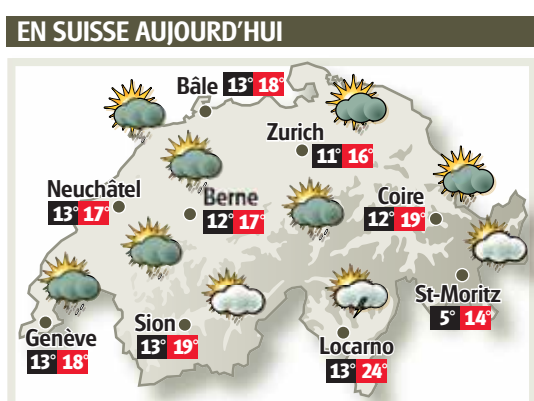 EN SUISSE AUJOURD'HUI
Bâle 13° 18°
Zurich
11° 16°
Neuchâtel
13° 17°
Berne
12° 17°
Coire
12° 19°
St-Moritz
5° 14°
Genève
13° 18°
Sion
13° 19°
Locarno
13° 24°